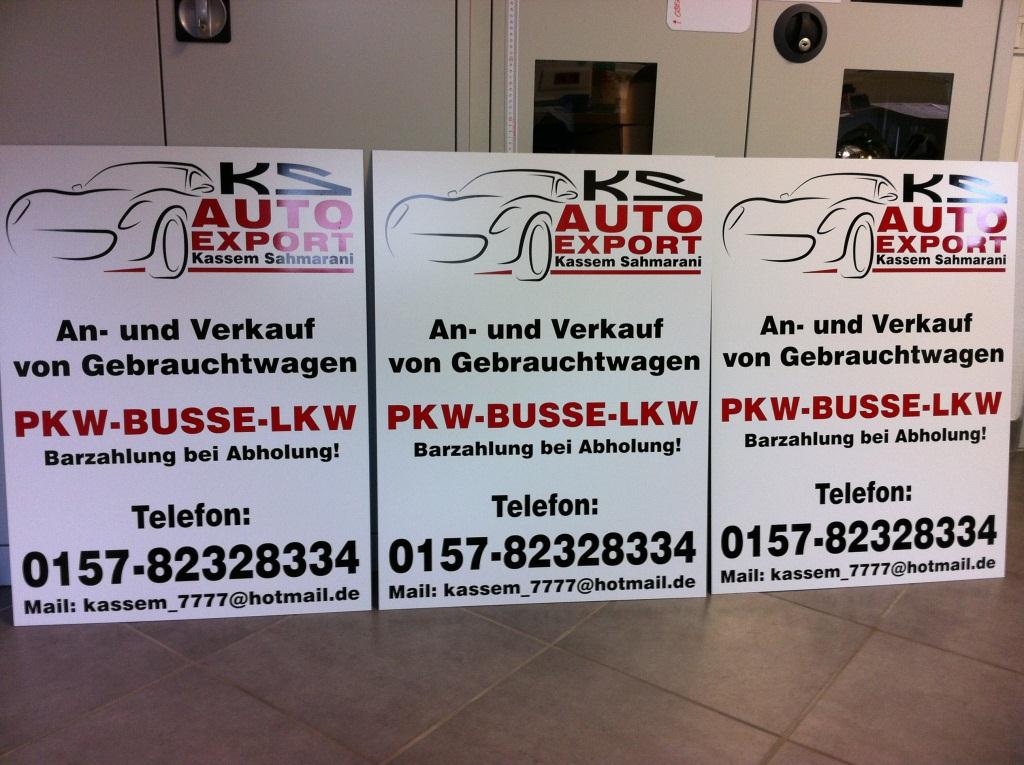 KS
AUTO
EXPORT
Kassem Sahmarani
An- und Verkauf
von Gebrauchtwagen
PKW-BUSSE-LKW
Barzahlung bei Abholung!
Telefon:
0157-82328334
Mail: kassem_7777@hotmail.de
KS
AUTO
EXPORT
Kassem Sahmarani
An- und Verkauf
von Gebrauchtwagen
PKW-BUSSE-LKW
Barzahlung bei Abholung!
Telefon:
0157-82328334
Mail: kassem_7777@hotmail.de
KS
AUTO
EXPORT
Kassem Sahmarani
An- und Verkauf
von Gebrauchtwagen
PKW-BUSSE-LKW
Barzahlung bei Abholung!
Telefon:
0157-82328334
Mail: kassem_7777@hotmail.de